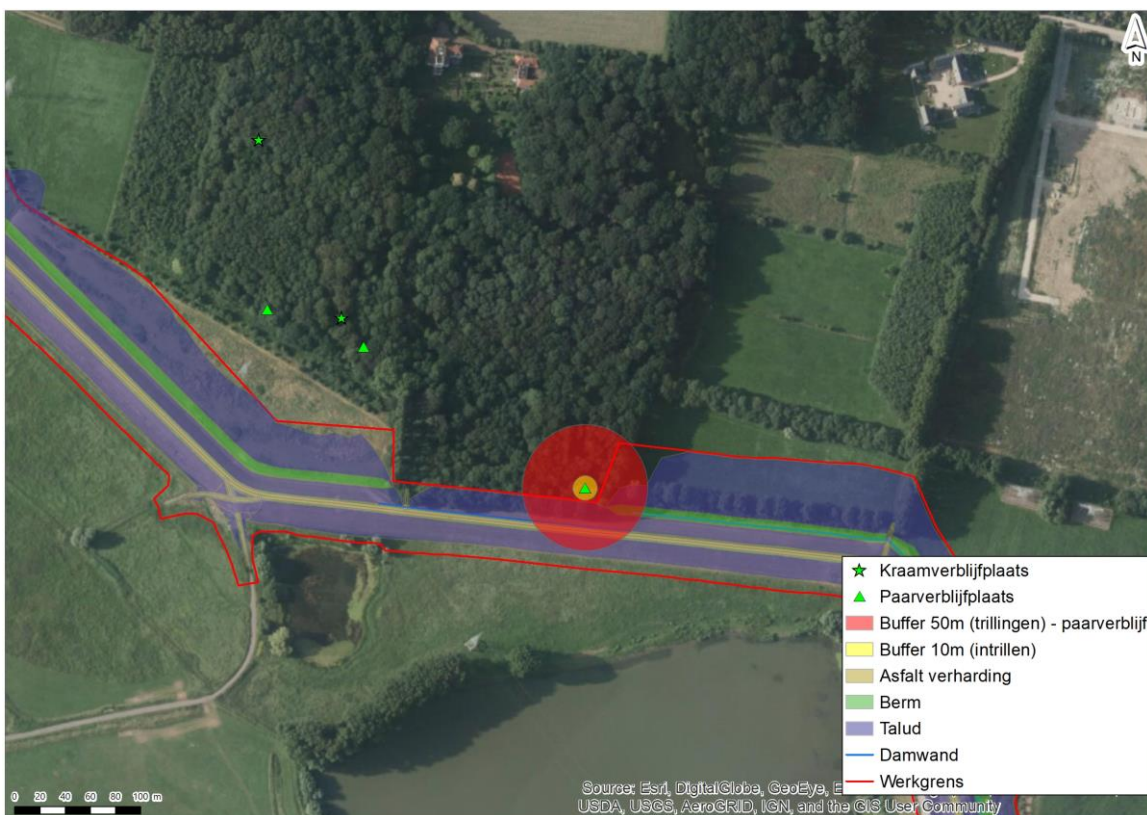 N
Kraamverblijfplaats
Paarverblijfplaats
Buffer 50m (trillingen) - paarverblijf
Buffer 10m (intrillen)
Asfalt verharding
Berm
Talud
Damwand
Werkgrens
0 20 40 60 80 100 m
Source: Esri, DigitalGlobe, GeoEye, E
USDA, USGS, AeroGRID, IGN, and the GIS User Community